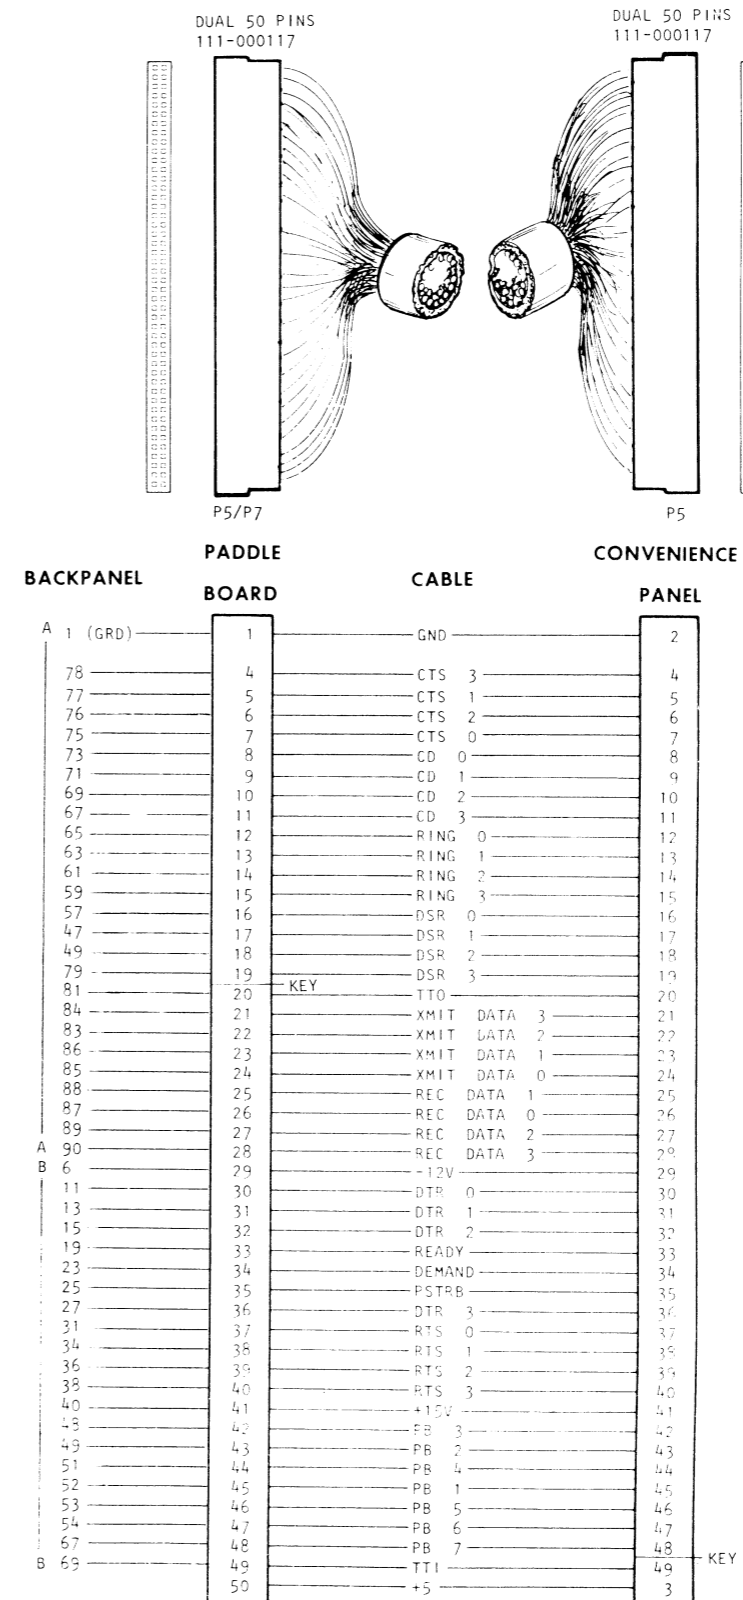 DUAL 50 PINS
111-000117
DUAL 50 PINS
111-000117
P5/P7
P5
BACKPANEL
PADDLE
BOARD
CABLE
CONVENIENCE
PANEL
A 1 (GRD) 1 GND 2
78 4 CTS 3 4
77 5 CTS 1 5
76 6 CTS 2 6
75 7 CTS 0 7
73 8 CD 0 8
71 9 CD 1 9
69 10 CD 2 10
67 11 CD 3 11
65 12 RING 0 12
63 13 RING 1 13
61 14 RING 2 14
59 15 RING 3 15
57 16 DSR 0 16
47 17 DSR 1 17
49 18 DSR 2 18
79 19 DSR 3 19
KEY
81 20 TTO 20
84 21 XMIT DATA 3 21
83 22 XMIT DATA 2 22
86 23 XMIT DATA 1 23
85 24 XMIT DATA 0 24
88 25 REC DATA 1 25
87 26 REC DATA 0 26
89 27 REC DATA 2 27
A 90 28 REC DATA 3 28
B 6 29 -12V 29
11 30 DTR 0 30
13 31 DTR 1 31
15 32 DTR 2 32
19 33 READY 33
23 34 DEMAND 34
25 35 PSTRB 35
27 36 DTR 3 36
31 37 RTS 0 37
34 38 RTS 1 38
36 39 RTS 2 39
38 40 RTS 3 40
40 41 +15V 41
48 42 PB 3 42
49 43 PB 2 43
51 44 PB 4 44
52 45 PB 1 45
53 46 PB 5 46
54 47 PB 6 47
67 48 PB 7 48
KEY
B 69 49 TTI 49
50 +5 3